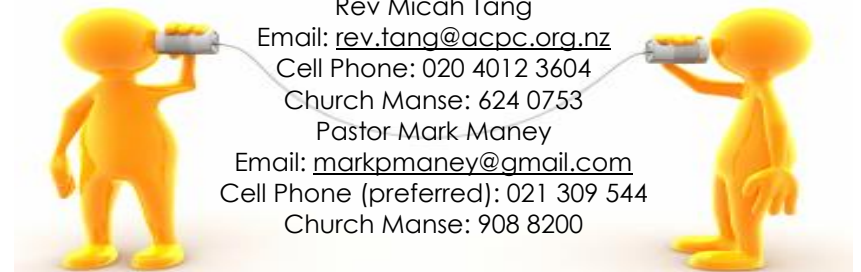 Rev Micah Tang
Email: rev.tang@acpc.org.nz
Cell Phone: 020 4012 3604
Church Manse: 624 0753
Pastor Mark Maney
Email: markpmaney@gmail.com
Cell Phone (preferred): 021 309 544
Church Manse: 908 8200